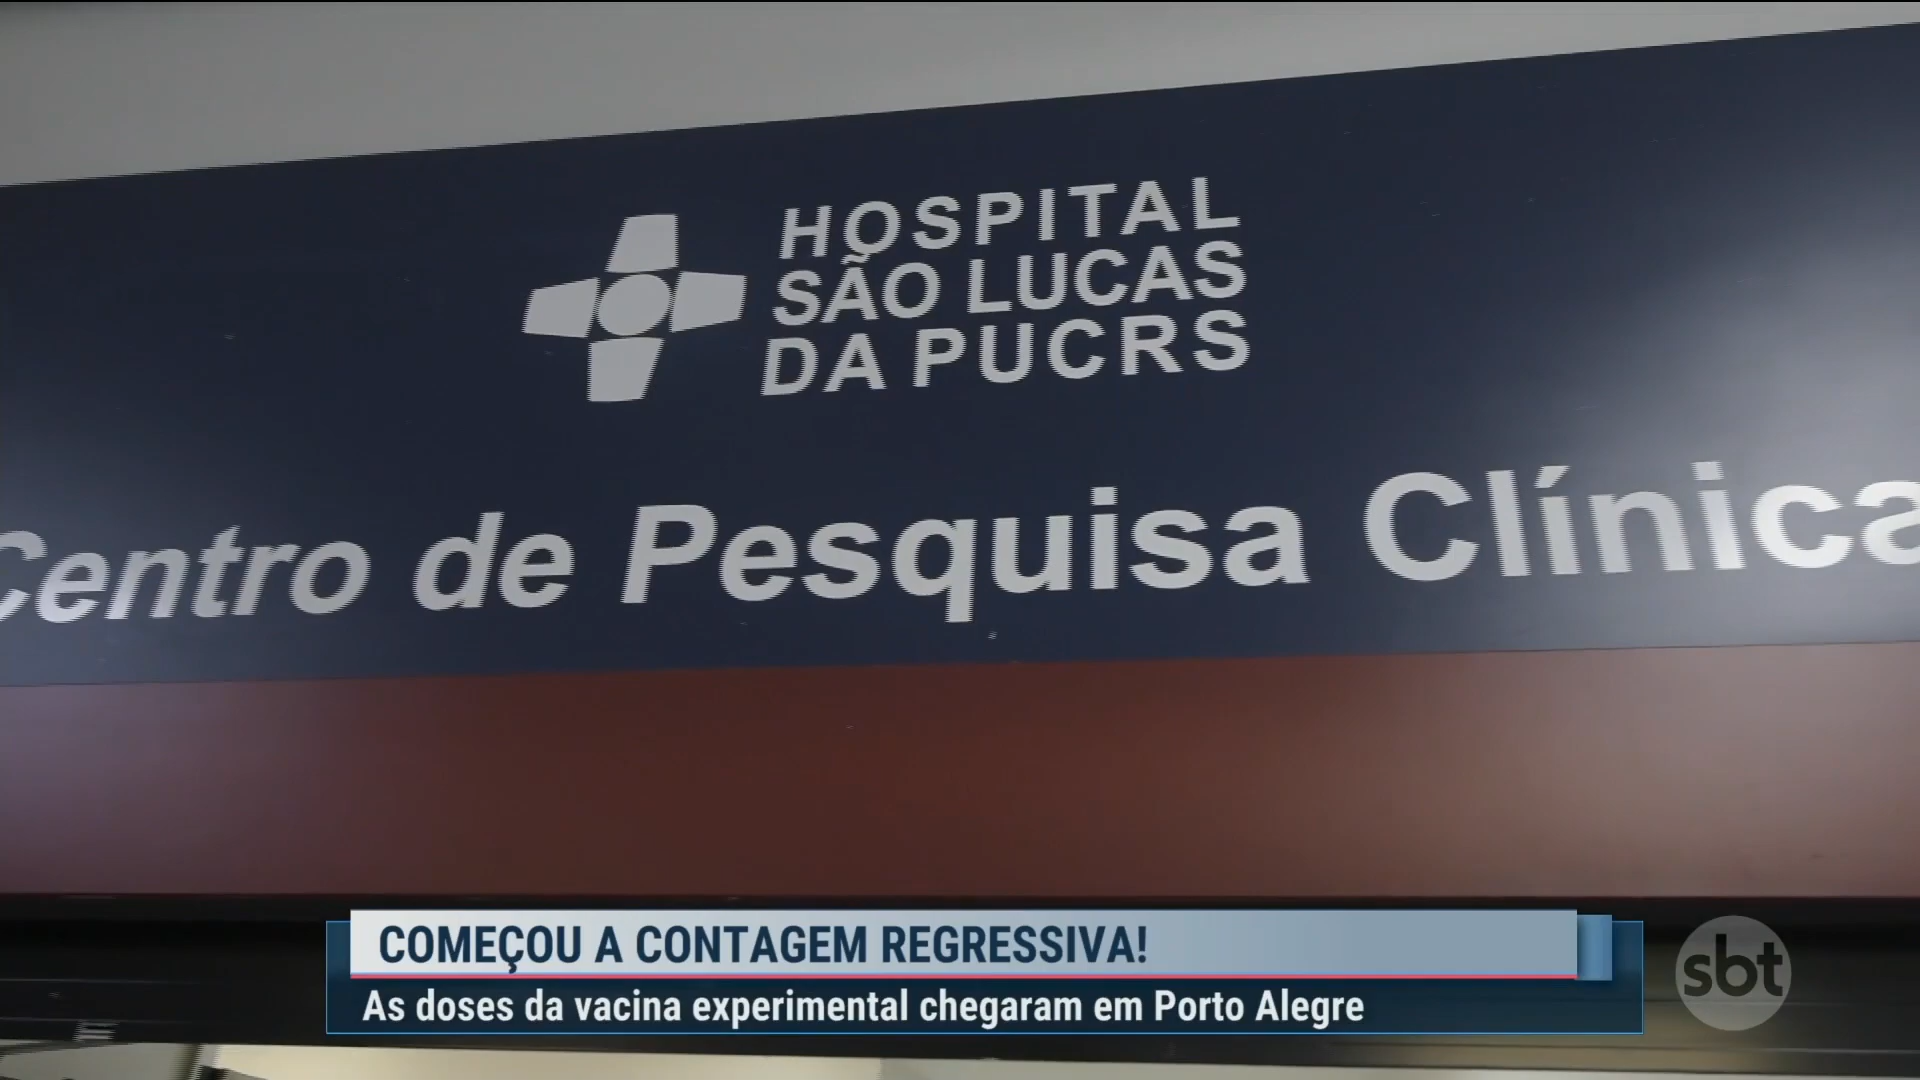 HOSPITAL
SÃO LUCAS
DA PUCRS
Centro de Pesquisa Clínica
COMEÇOU A CONTAGEM REGRESSIVA!
As doses da vacina experimental chegaram em Porto Alegre
sbt